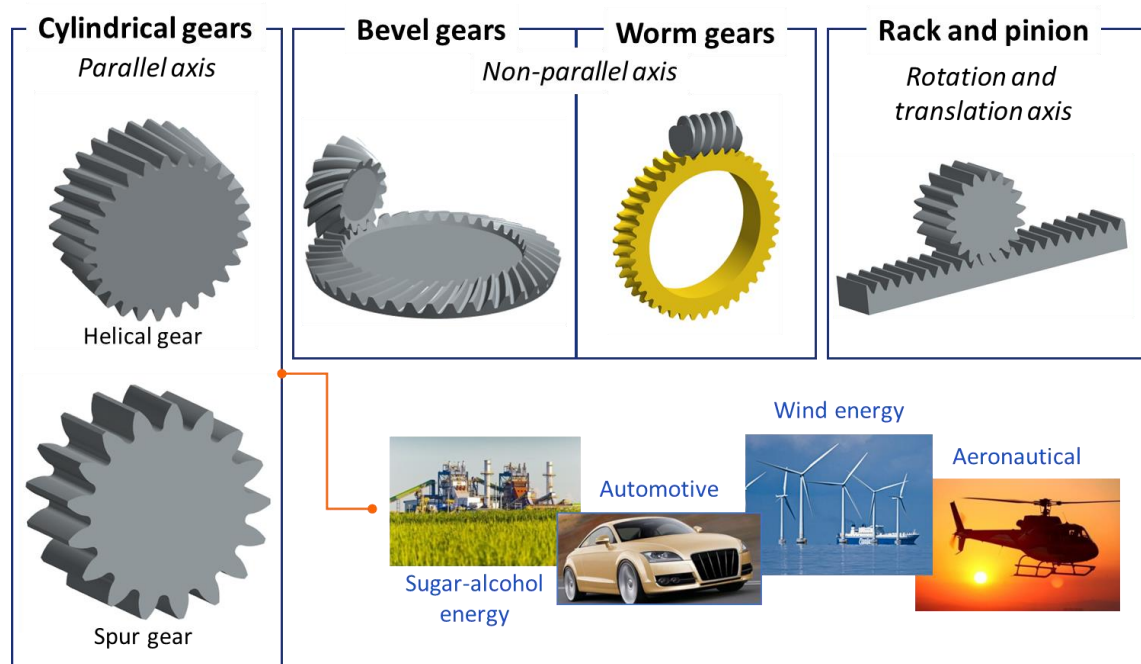 Cylindrical gears
Parallel axis
Helical gear
Spur gear
Bevel gears
Worm gears
Non-parallel axis
Rack and pinion
Rotation and
translation axis
Sugar-alcohol
energy
Automotive
Wind energy
Aeronautical